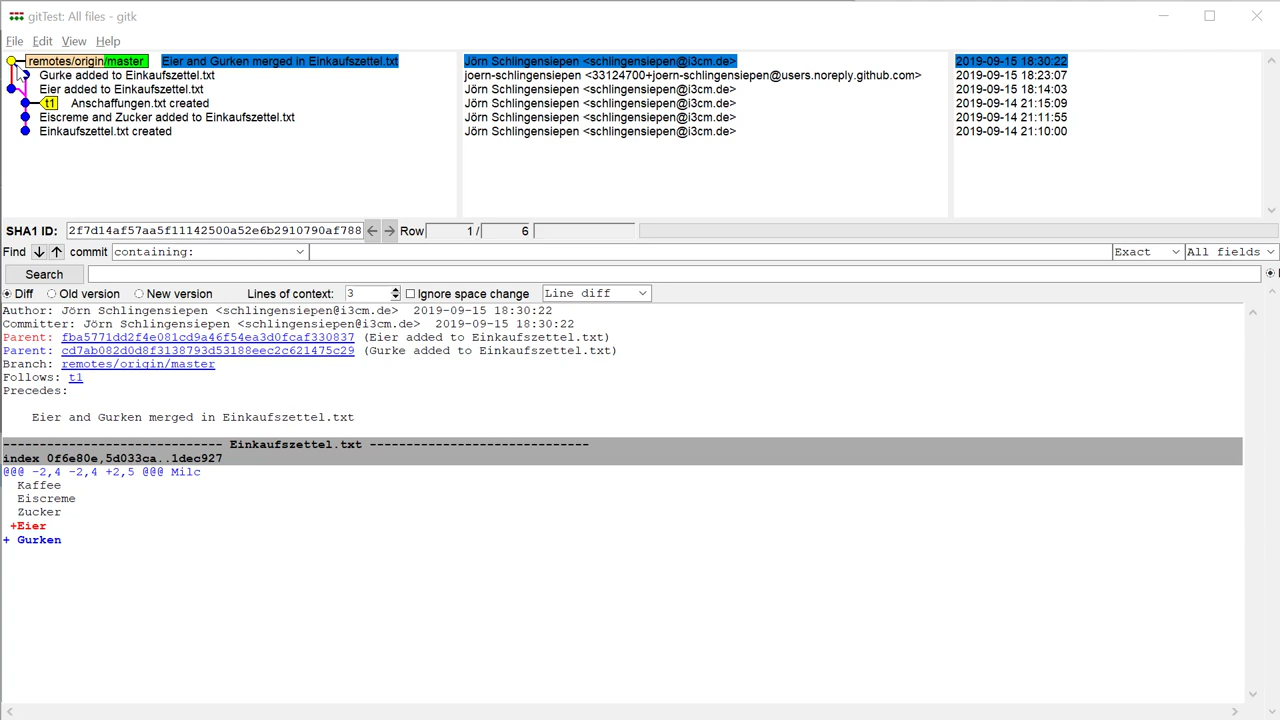 gitTest: All files - gitk
File Edit View Help
remotes/origin/master Eier and Gurken merged in Einkaufszettel.txt Jörn Schlingensiepen <schlingensiepen@i3cm.de> 2019-09-15 18:30:22
Gurke added to Einkaufszettel.txt joern-schlingensiepen <33124700+joern-schlingensiepen@users.noreply.github.com> 2019-09-15 18:23:07
Eier added to Einkaufszettel.txt Jörn Schlingensiepen <schlingensiepen@i3cm.de> 2019-09-15 18:14:03
t1 Anschaffungen.txt created Jörn Schlingensiepen <schlingensiepen@i3cm.de> 2019-09-14 21:15:09
Eiscreme and Zucker added to Einkaufszettel.txt Jörn Schlingensiepen <schlingensiepen@i3cm.de> 2019-09-14 21:11:55
Einkaufszettel.txt created Jörn Schlingensiepen <schlingensiepen@i3cm.de> 2019-09-14 21:10:00
SHA1 ID: 2f7d14af57aa5f11142500a52e6b2910790af788 Row 1 / 6
Find commit containing: Exact All fields
Search
Diff Old version New version Lines of context: 3 Ignore space change Line diff
Author: Jörn Schlingensiepen <schlingensiepen@i3cm.de> 2019-09-15 18:30:22
Committer: Jörn Schlingensiepen <schlingensiepen@i3cm.de> 2019-09-15 18:30:22
Parent: fba5771dd2f4e081cd9a46f54ea3d0fcaf330837 (Eier added to Einkaufszettel.txt)
Parent: cd7ab082d0d8f3138793d53188eec2c621475c29 (Gurke added to Einkaufszettel.txt)
Branch: remotes/origin/master
Follows: t1
Precedes:
Eier and Gurken merged in Einkaufszettel.txt
---------------------------- Einkaufszettel.txt ----------------------------
index 0f6e80e,5d033ca..1dec927
@@@ -2,4 -2,4 +2,5 @@@ Milc
Kaffee
Eiscreme
Zucker
+Eier
+ Gurken